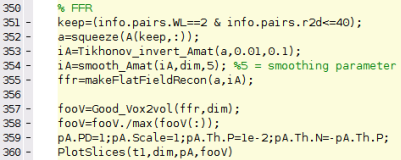 350 % FFR
351 - keep=(info.pairs.WL==2 & info.pairs.r2d<=40);
352 - a=squeeze(A(keep,:));
353 - iA=Tikhonov_invert_Amat(a,0.01,0.1);
354 - iA=smooth_Amat(iA,dim,5); %5 = smoothing parameter
355 - ffr=makeFlatFieldRecon(a,iA);
356
357 - fooV=Good_Vox2vol(ffr,dim);
358 - fooV=fooV./max(fooV(:));
359 - pA.PD=1;pA.Scale=1;pA.Th.P=1e-2;pA.Th.N=-pA.Th.P;
360 - PlotSlices(t1,dim,pA,fooV)